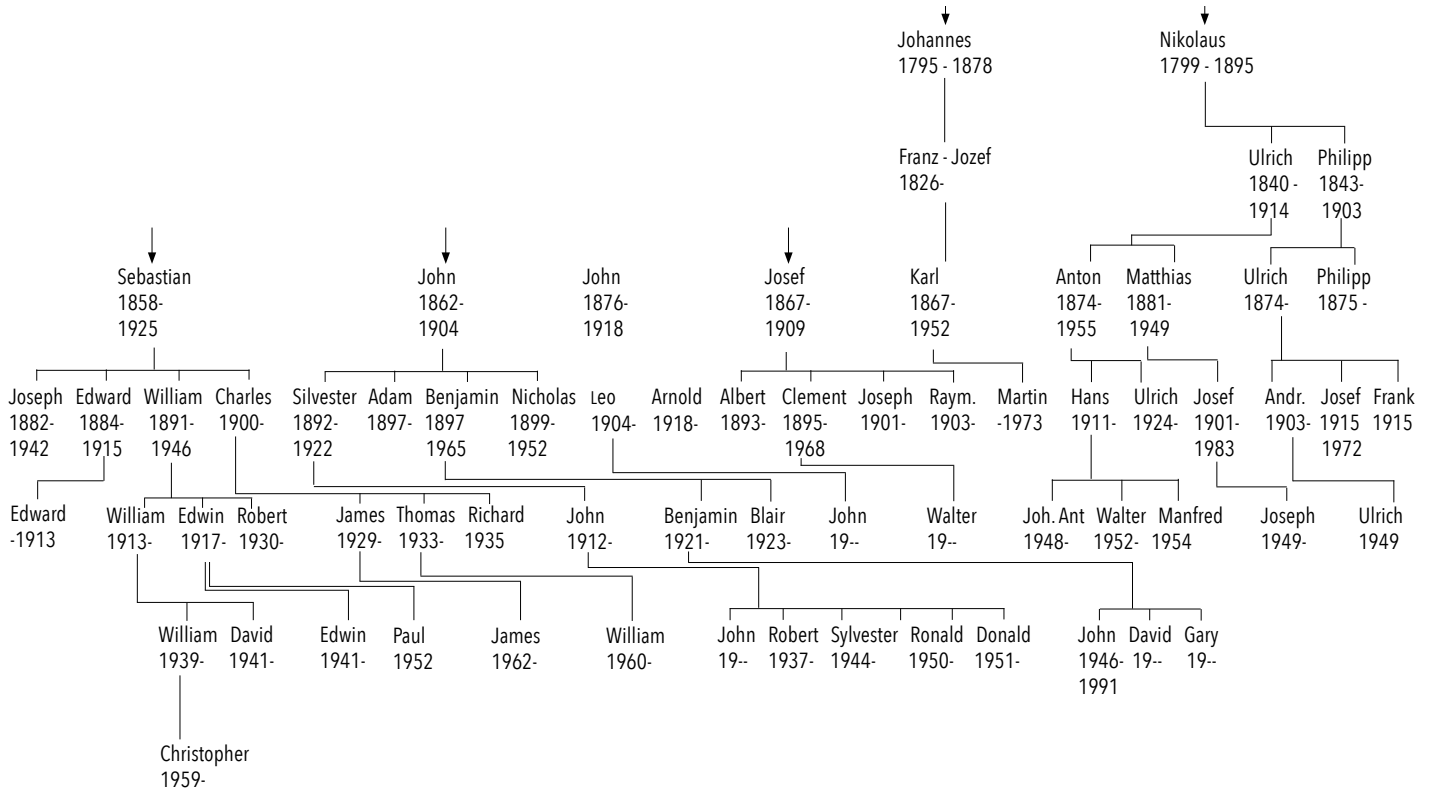 Johannes
1795 - 1878
Nikolaus
1799 - 1895
Franz - Jozef
1826-
Ulrich
1840 -
1914
Philipp
1843-
1903
Sebastian
1858-
1925
John
1862-
1904
John
1876-
1918
Josef
1867-
1909
Karl
1867-
1952
Anton
1874-
1955
Matthias
1881-
1949
Ulrich
1874-
Philipp
1875 -
Joseph
1882-
1942
Edward
1884-
1915
William
1891-
1946
Charles
1900-
Silvester
1892-
1922
Adam
1897-
Benjamin
1897
1965
Nicholas
1899-
1952
Leo
1904-
Arnold
1918-
Albert
1893-
Clement
1895-
1968
Joseph
1901-
Raym.
1903-
Martin
-1973
Hans
1911-
Ulrich
1924-
Josef
1901-
1983
Andr.
1903-
Josef
1915
1972
Frank
1915
Edward
-1913
William
1913-
Edwin
1917-
Robert
1930-
James
1929-
Thomas
1933-
Richard
1935
John
1912-
Benjamin
1921-
Blair
1923-
John
19--
Walter
19--
Joh. Ant
1948-
Walter
1952-
Manfred
1954
Joseph
1949-
Ulrich
1949
William
1939-
David
1941-
Edwin
1941-
Paul
1952
James
1962-
William
1960-
John
19--
Robert
1937-
Sylvester
1944-
Ronald
1950-
Donald
1951-
John
1946-
1991
David
19--
Gary
19--
Christopher
1959-